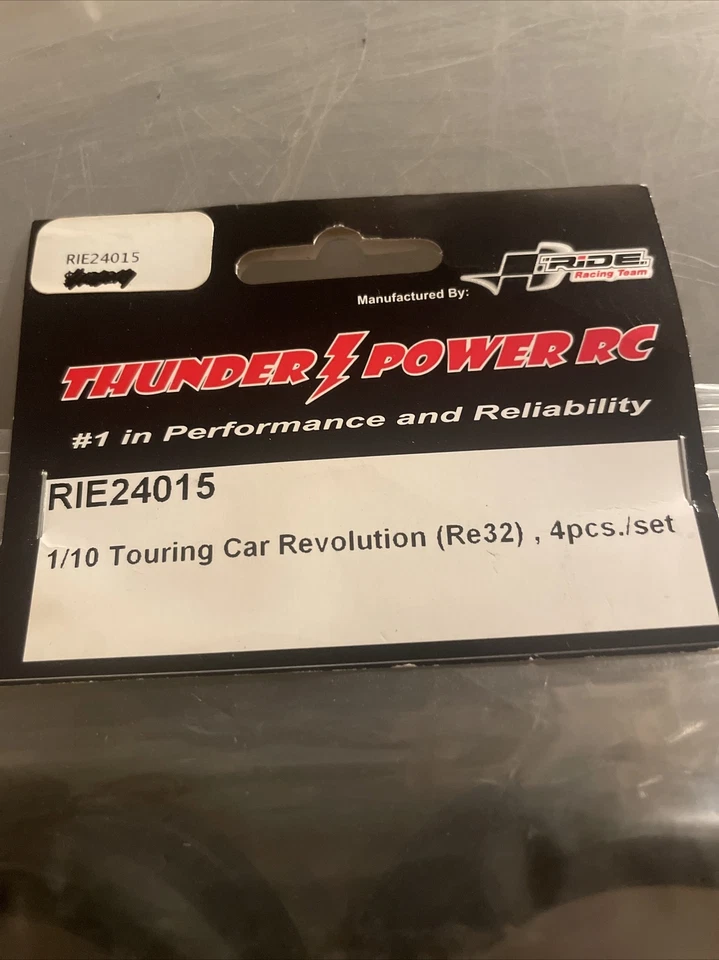 RIE24015
RiDE
Racing Team
Manufactured By:
THUNDER POWER RC
#1 in Performance and Reliability
RIE24015
1/10 Touring Car Revolution (Re32) , 4pcs./set